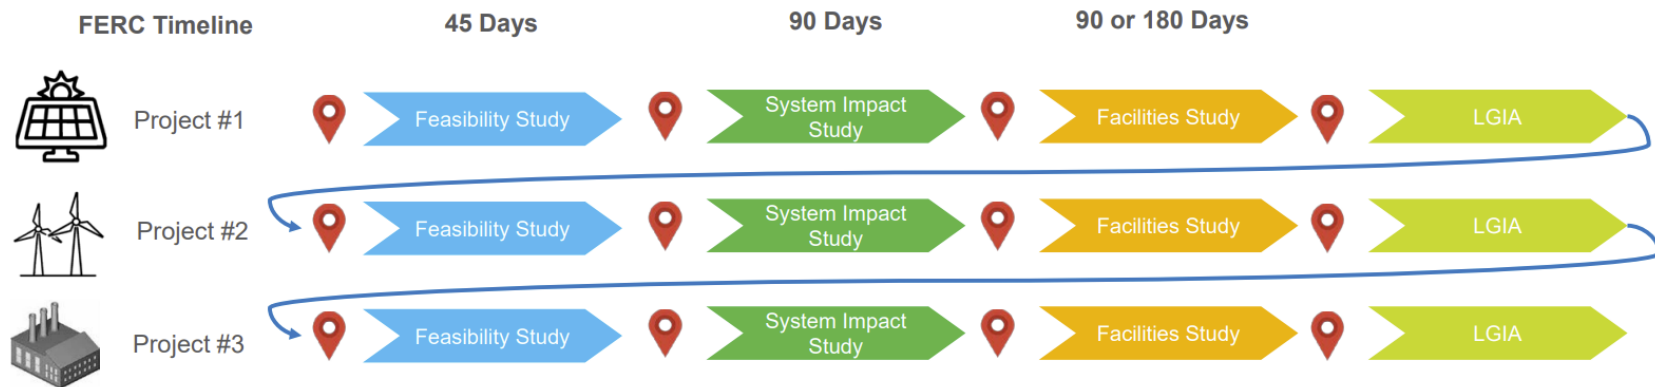 FERC Timeline 45 Days 90 Days 90 or 180 Days
Project #1 Feasibility Study System Impact Study Facilities Study LGIA
Project #2 Feasibility Study System Impact Study Facilities Study LGIA
Project #3 Feasibility Study System Impact Study Facilities Study LGIA